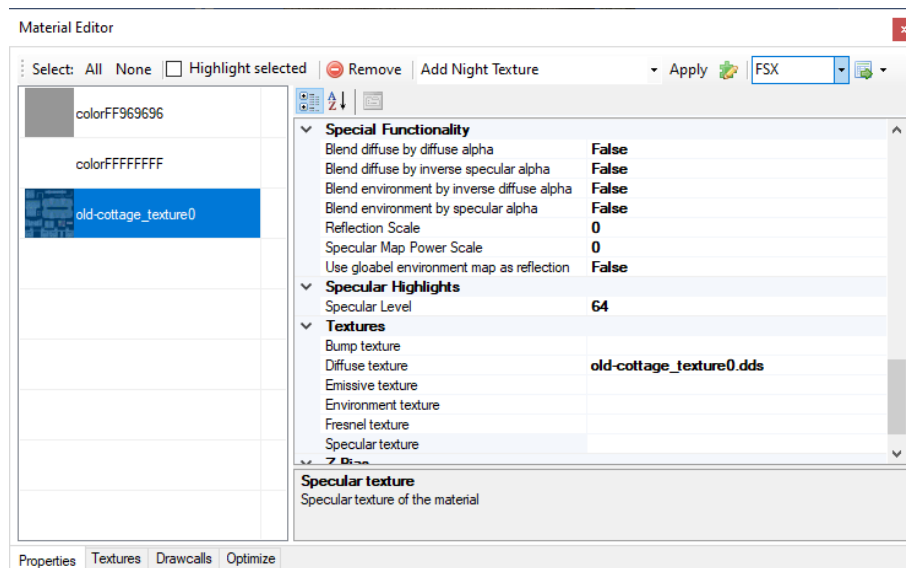 Material Editor
Select: All None Highlight selected Remove Add Night Texture Apply FSX
colorFF969696
colorFFFFFFFF
old-cottage_texture0
Special Functionality
Blend diffuse by diffuse alpha False
Blend diffuse by inverse specular alpha False
Blend environment by inverse diffuse alpha False
Blend environment by specular alpha False
Reflection Scale 0
Specular Map Power Scale 0
Use gloabel environment map as reflection False
Specular Highlights
Specular Level 64
Textures
Bump texture
Diffuse texture old-cottage_texture0.dds
Emissive texture
Environment texture
Fresnel texture
Specular texture
Z Bias
Specular texture
Specular texture of the material
Properties Textures Drawcalls Optimize